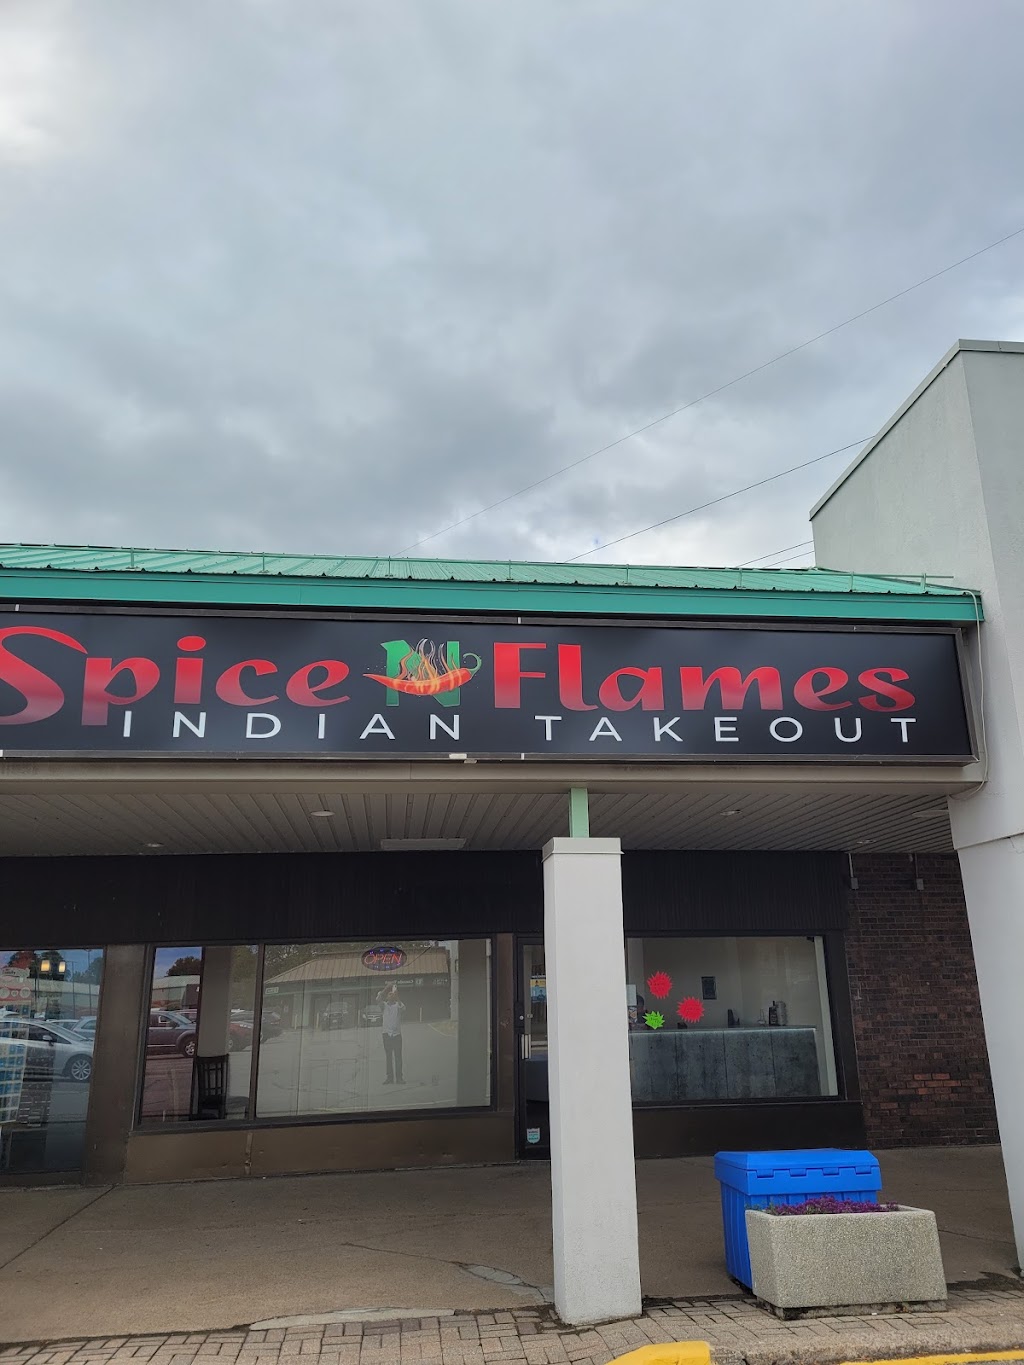 Spice N Flames
INDIAN TAKEOUT
OPEN